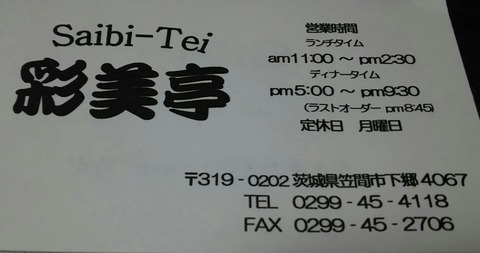 Saibi-Tei
彩美亭
営業時間
ランチタイム
am11:00 ～ pm2:30
ディナータイム
pm5:00 ～ pm9:30
(ラストオーダー pm8:45)
定休日 月曜日
〒319-0202 茨城県笠間市下郷4067
TEL 0299-45-4118
FAX 0299-45-2706